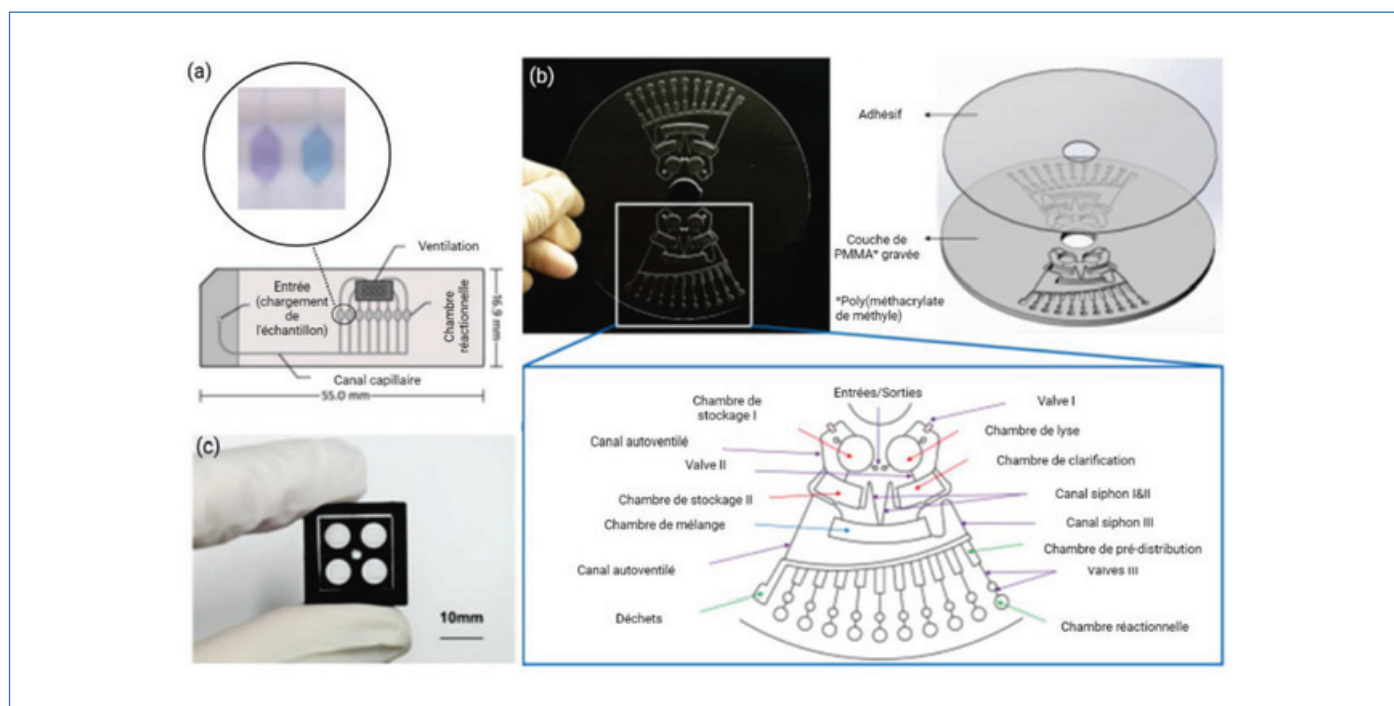 (a)
Ventilation
Entrée
(chargement
de
l'échantillon)
Chambre
réactionnelle
16.9 mm
Canal capillaire
55.0 mm
(b)
Adhésif
Couche de
PMMA* gravée
*Poly(méthacrylate
de méthyle)
(c)
10mm
Chambre de
stockage I
Entrées/Sorties
Valve I
Canal autoventilé
Chambre de lyse
Valve II
Chambre de clarification
Chambre de stockage II
Canal siphon I&II
Chambre de mélange
Canal siphon III
Chambre de pré-distribution
Canal autoventilé
Valves III
Déchets
Chambre réactionnelle